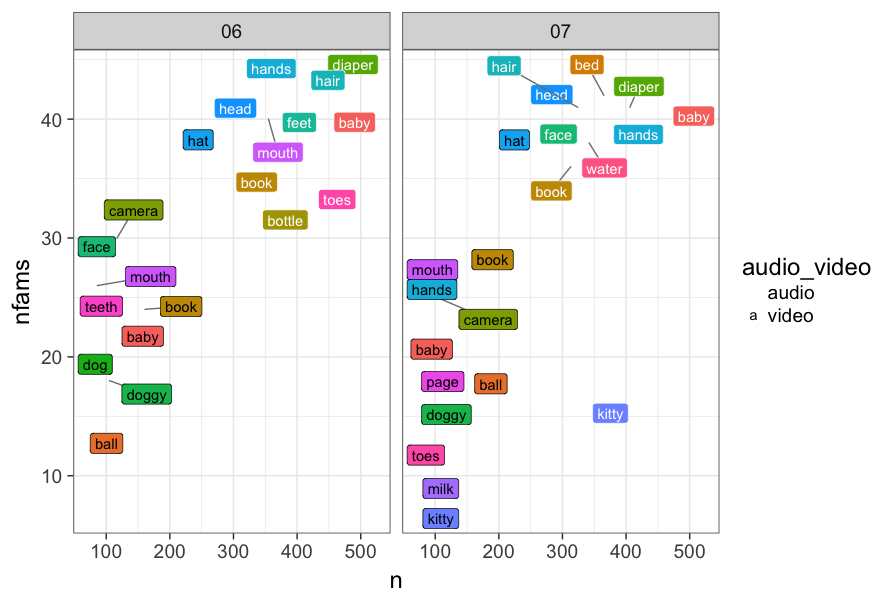 06
07
hands
diaper
hair
head
feet
baby
hat
mouth
book
toes
bottle
camera
face
mouth
teeth
book
baby
dog
doggy
ball
hair
bed
head
diaper
baby
hat
face
hands
water
book
book
mouth
hands
camera
baby
page
ball
doggy
kitty
toes
milk
kitty
40
30
20
10
nfams
100
200
300
400
500
100
200
300
400
500
n
audio_video
audio
a video